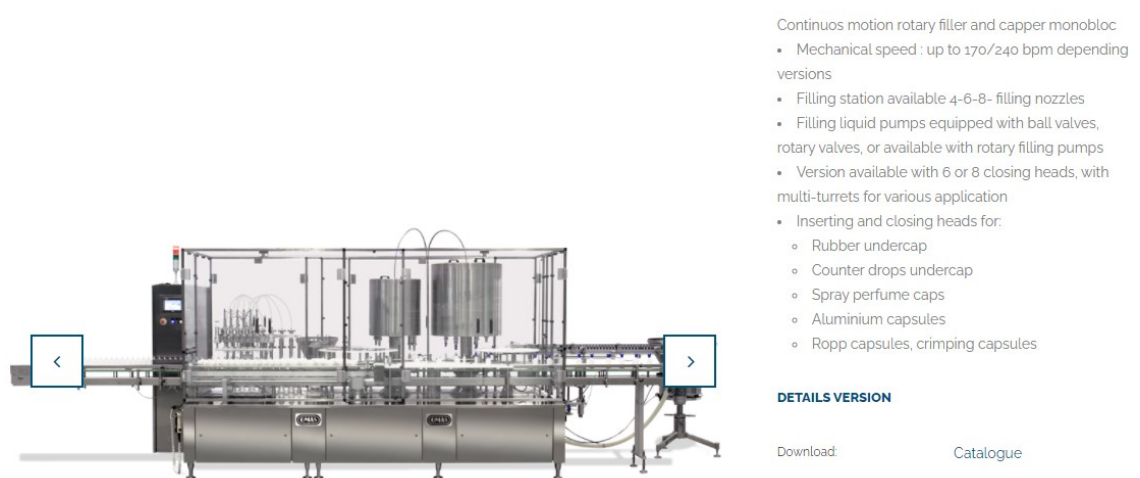 Continuos motion rotary filler and capper monobloc
• Mechanical speed : up to 170/240 bpm depending
versions
• Filling station available 4-6-8- filling nozzles
• Filling liquid pumps equipped with ball valves,
rotary valves, or available with rotary filling pumps
• Version available with 6 or 8 closing heads, with
multi-turrets for various application
• Inserting and closing heads for:
◦ Rubber undercap
◦ Counter drops undercap
◦ Spray perfume caps
◦ Aluminium capsules
◦ Ropp capsules, crimping capsules
DETAILS VERSION
Download: Catalogue